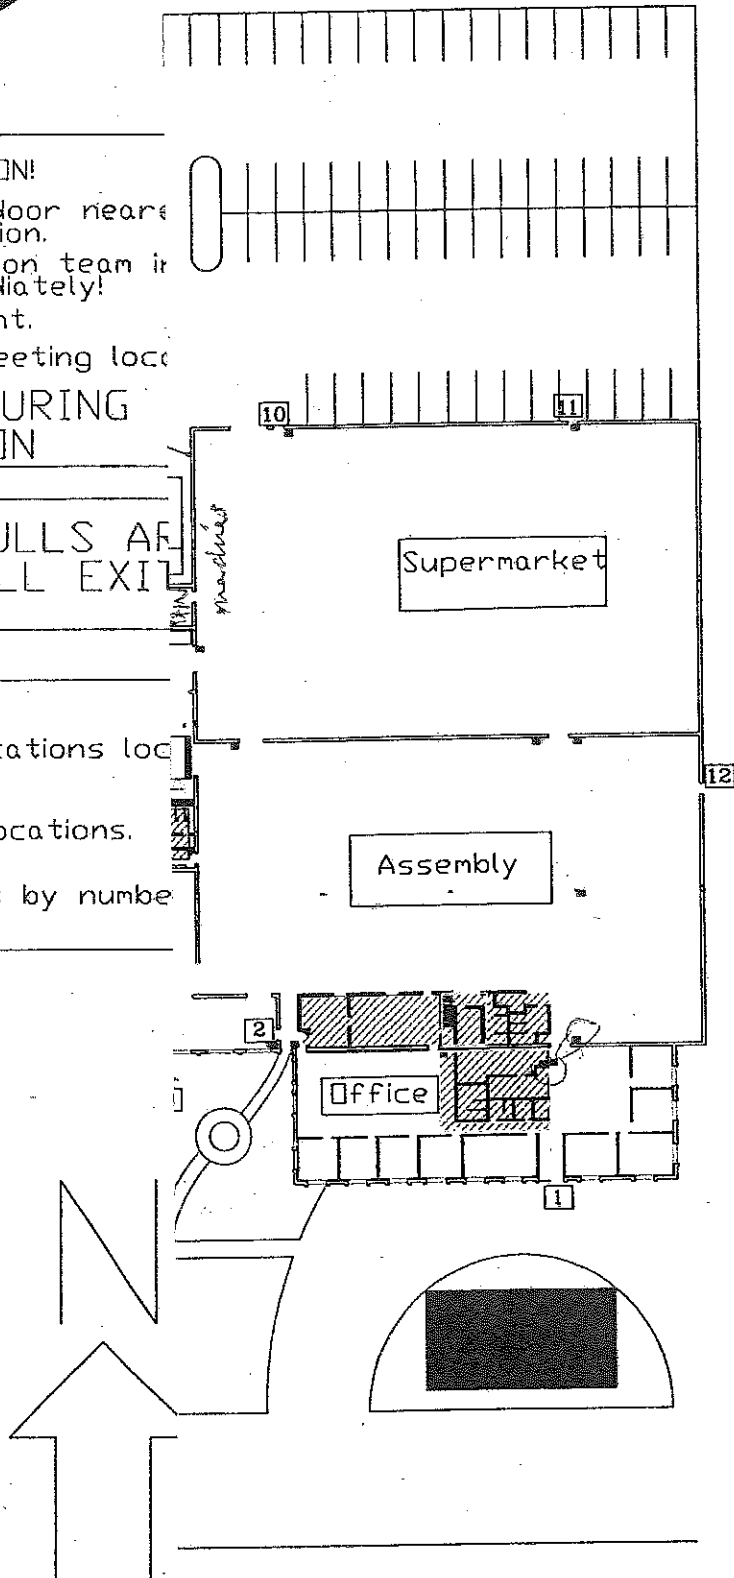 ON!
door neare
ion.
on team in
diately!
nt.
eeting loca
URING
ON
10
11
ULLS AR
LL EXIT
Supermarket
cations loc
12
ocations.
Assembly
t by numbe
2
Office
1
N